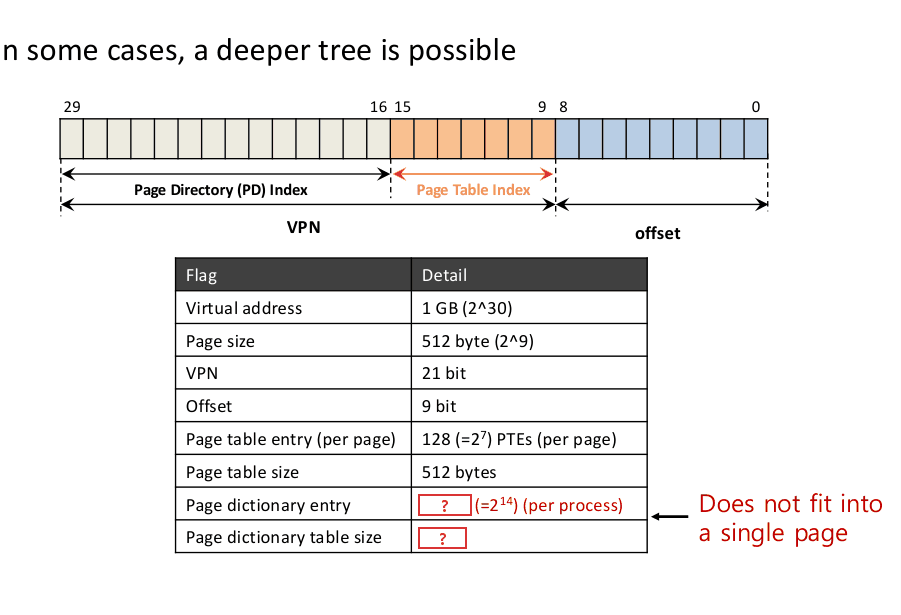 n some cases, a deeper tree is possible
29 16 15 9 8 0
Page Directory (PD) Index
Page Table Index
VPN
offset
Flag Detail
Virtual address 1 GB (2^30)
Page size 512 byte (2^9)
VPN 21 bit
Offset 9 bit
Page table entry (per page) 128 (=2⁷) PTEs (per page)
Page table size 512 bytes
Page dictionary entry ? (=2¹⁴) (per process)
Page dictionary table size ?
Does not fit into
a single page